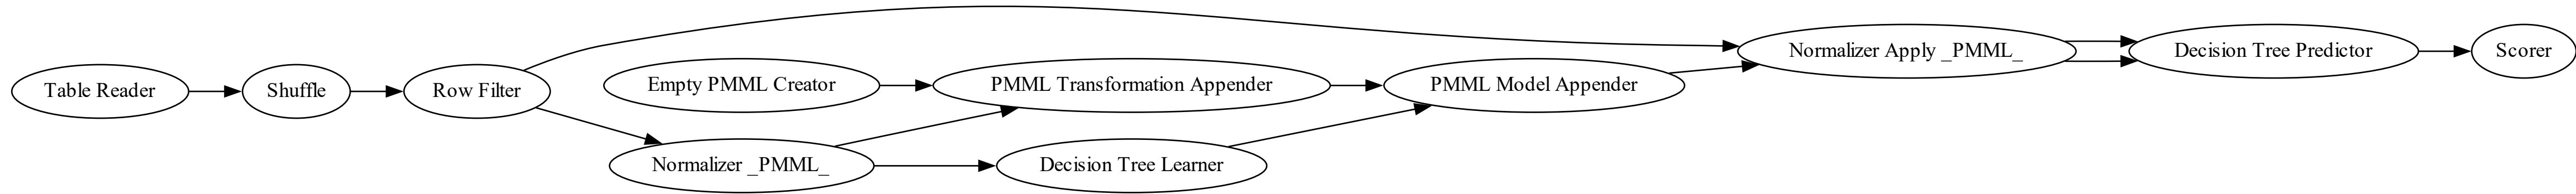 Table Reader
Shuffle
Row Filter
Empty PMML Creator
Normalizer _PMML_
PMML Transformation Appender
Decision Tree Learner
PMML Model Appender
Normalizer Apply _PMML_
Decision Tree Predictor
Scorer